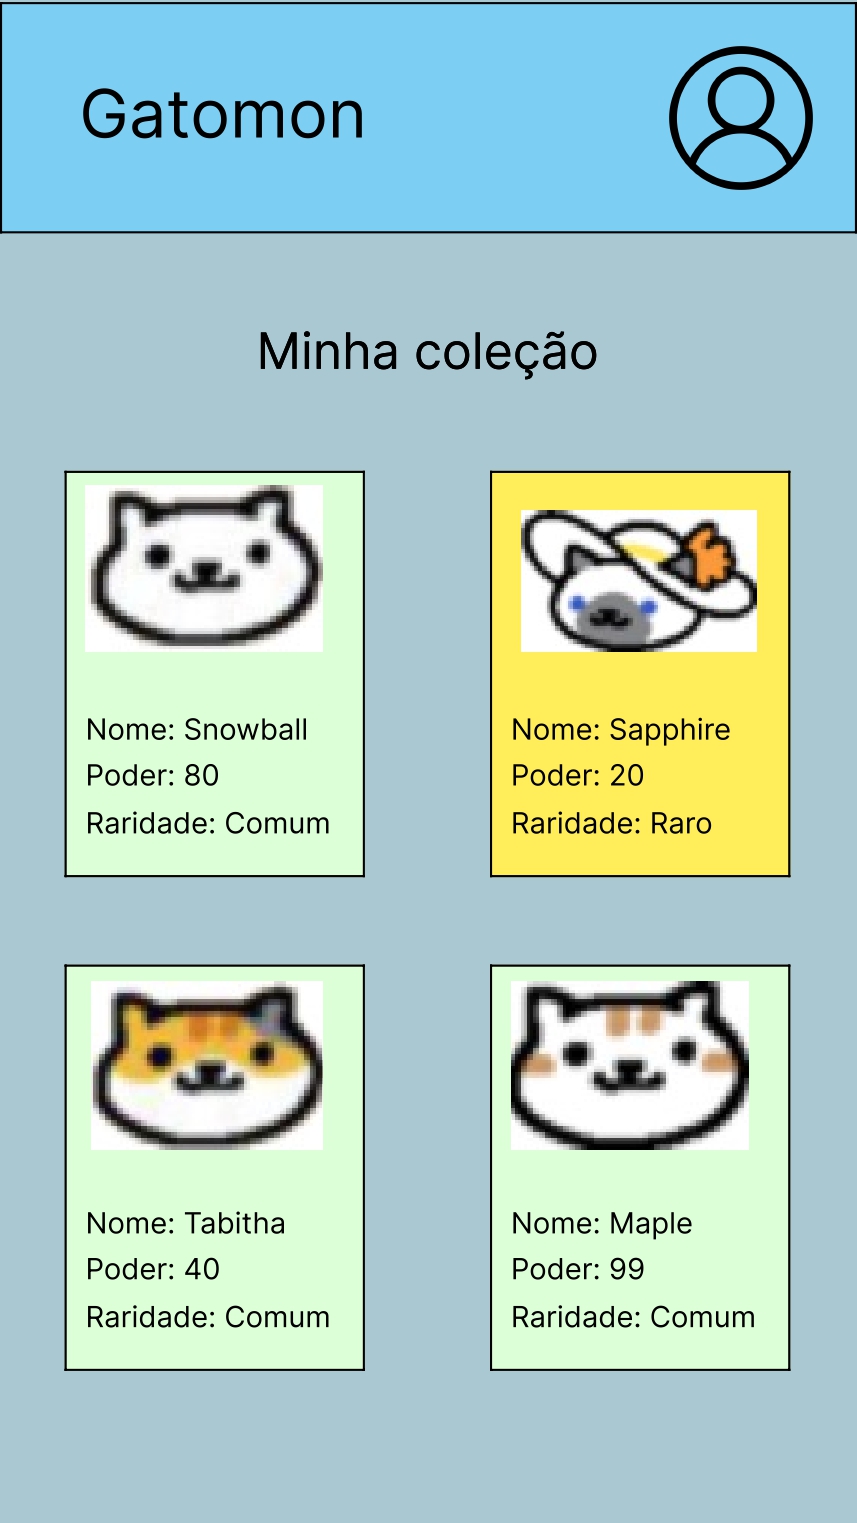 Gatomon
Minha coleção
Nome: Snowball
Poder: 80
Raridade: Comum
Nome: Sapphire
Poder: 20
Raridade: Raro
Nome: Tabitha
Poder: 40
Raridade: Comum
Nome: Maple
Poder: 99
Raridade: Comum